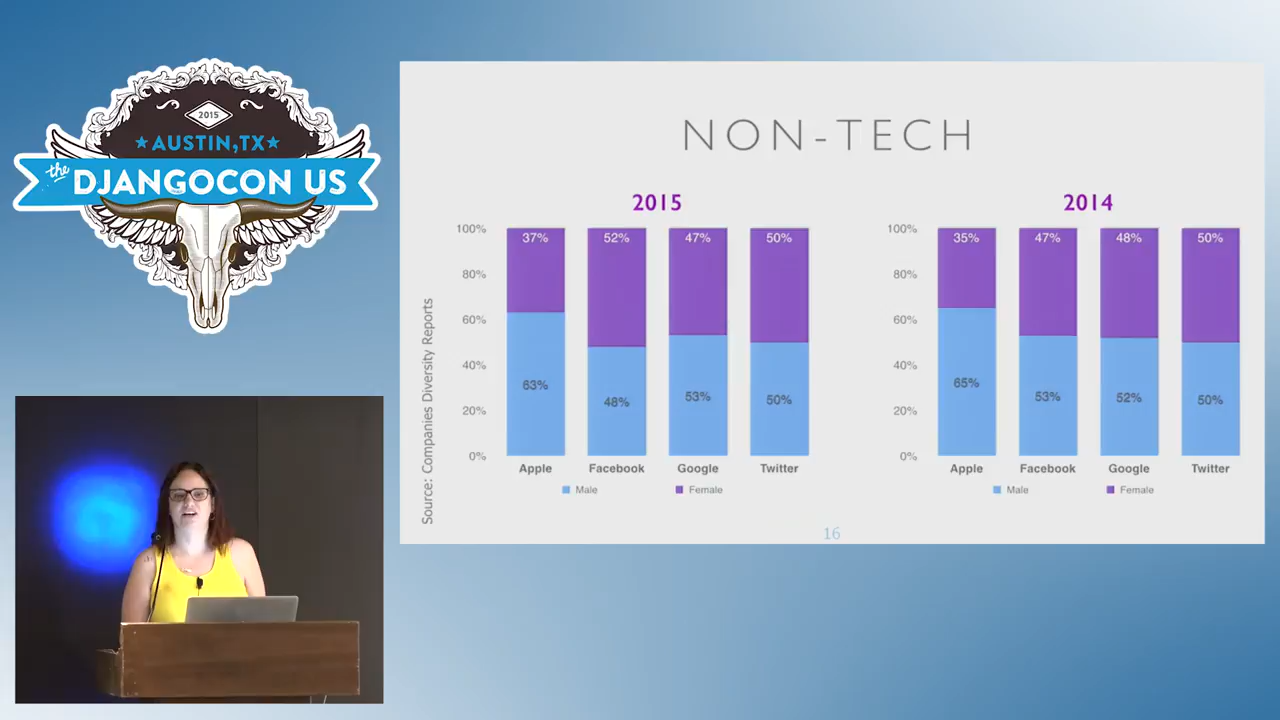 2015
AUSTIN,TX
the
DJANGOCON US
NON-TECH
Source: Companies Diversity Reports
2015
100%
80%
60%
40%
20%
0%
37%
52%
47%
50%
63%
48%
53%
50%
Apple
Facebook
Google
Twitter
Male
Female
2014
100%
80%
60%
40%
20%
0%
35%
47%
48%
50%
65%
53%
52%
50%
Apple
Facebook
Google
Twitter
Male
Female
16